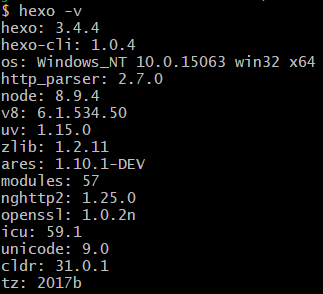 $ hexo -v
hexo: 3.4.4
hexo-cli: 1.0.4
os: Windows_NT 10.0.15063 win32 x64
http_parser: 2.7.0
node: 8.9.4
v8: 6.1.534.50
uv: 1.15.0
zlib: 1.2.11
ares: 1.10.1-DEV
modules: 57
nghttp2: 1.25.0
openssl: 1.0.2n
icu: 59.1
unicode: 9.0
cldr: 31.0.1
tz: 2017b